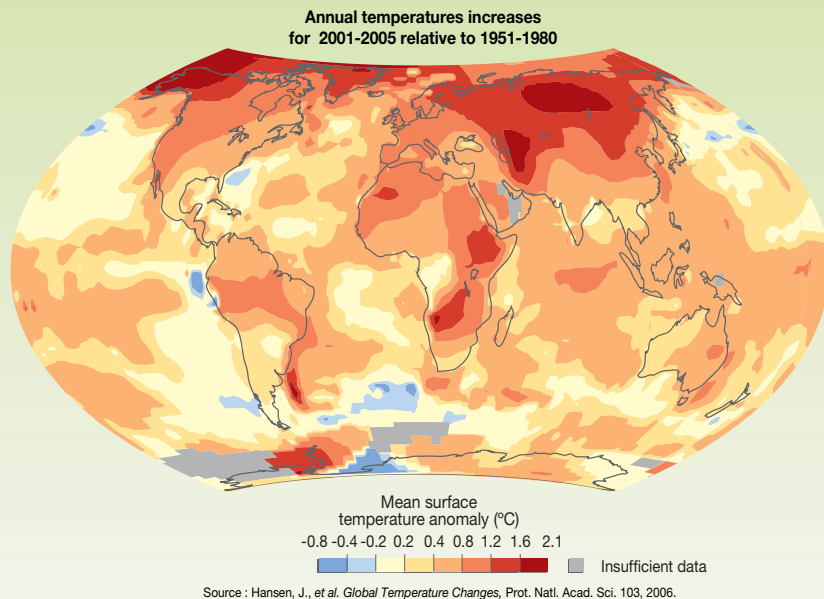 Annual temperatures increases
for 2001-2005 relative to 1951-1980
Mean surface
temperature anomaly (ºC)
-0.8 -0.4 -0.2 0.2 0.4 0.8 1.2 1.6 2.1
Insufficient data
Source : Hansen, J., et al. Global Temperature Changes, Prot. Natl. Acad. Sci. 103, 2006.